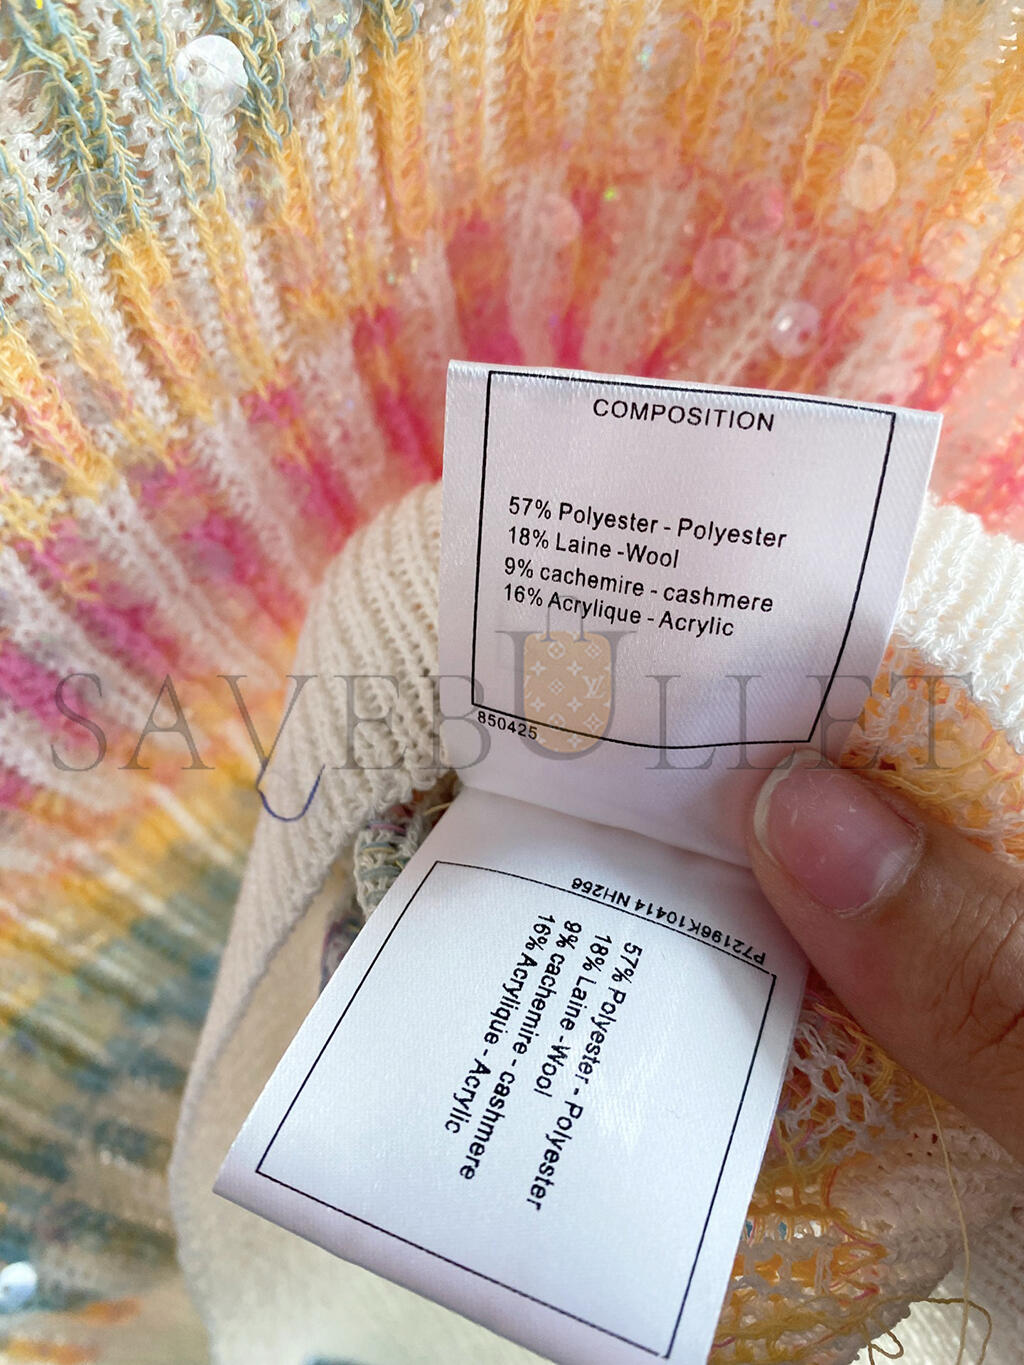 COMPOSITION
57% Polyester - Polyester
18% Laine -Wool
9% cachemire - cashmere
16% Acrylique - Acrylic
850425
SAVEBULLET
P72196K10414 NH268
57% Polyester - Polyester
18% Laine -Wool
9% cachemire - cashmere
16% Acrylique - Acrylic